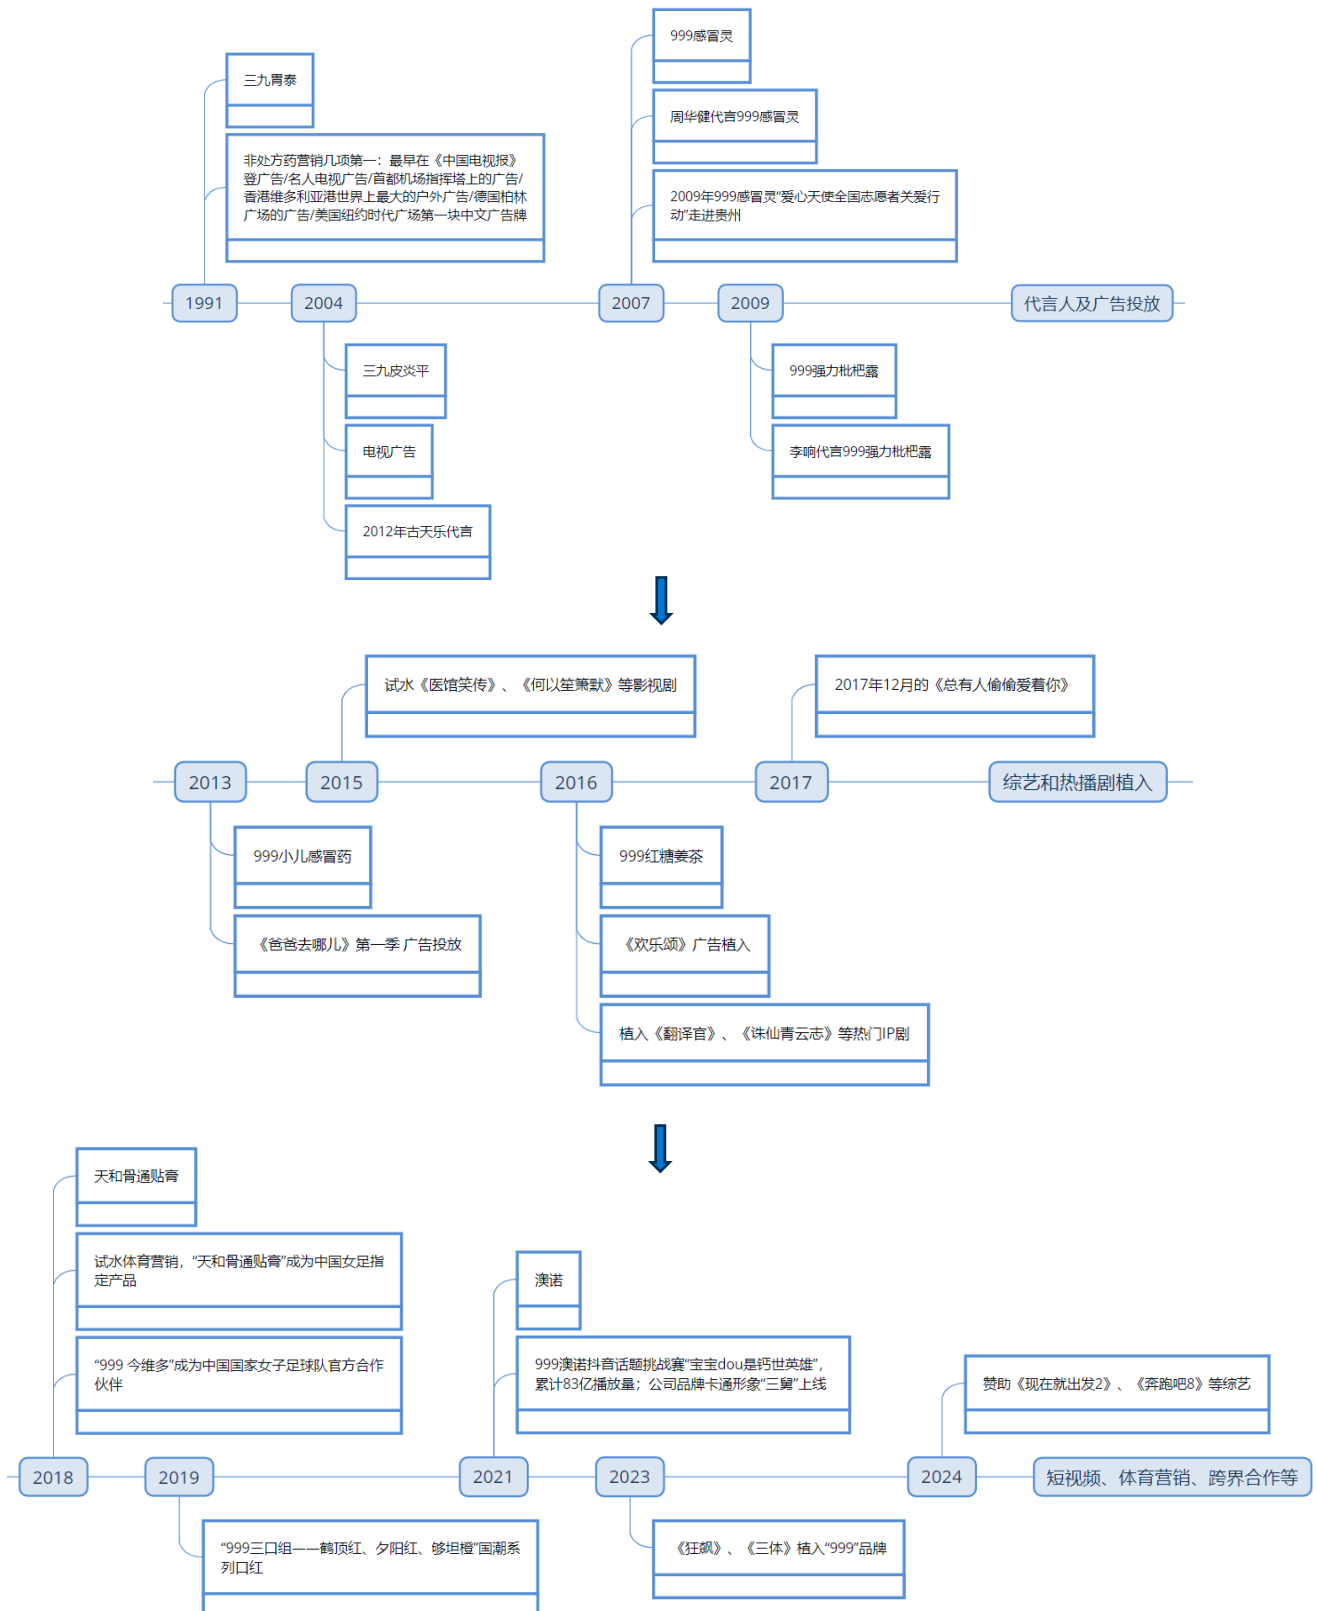 999感冒灵
三九胃泰
周华健代言999感冒灵
非处方药营销几项第一：最早在《中国电视报》
登广告/名人电视广告/首都机场指挥塔上的广告/
香港维多利亚港世界上最大的户外广告/德国柏林
广场的广告/美国纽约时代广场第一块中文广告牌
2009年999感冒灵“爱心天使全国志愿者关爱行
动”走进贵州
1991
2004
2007
2009
代言人及广告投放
三九皮炎平
电视广告
2012年古天乐代言
999强力枇杷露
李响代言999强力枇杷露
试水《医馆笑传》、《何以笙箫默》等影视剧
2017年12月的《总有人偷偷爱着你》
2013
2015
2016
2017
综艺和热播剧植入
999小儿感冒药
《爸爸去哪儿》第一季 广告投放
999红糖姜茶
《欢乐颂》广告植入
植入《翻译官》、《诛仙青云志》等热门IP剧
天和骨通贴膏
试水体育营销，“天和骨通贴膏”成为中国女足指
定产品
“999 今维多”成为中国国家女子足球队官方合作
伙伴
澳诺
999澳诺抖音话题挑战赛“宝宝dou是钙世英雄”，
累计83亿播放量；公司品牌卡通形象“三舅”上线
赞助《现在就出发2》、《奔跑吧8》等综艺
2018
2019
2021
2023
2024
短视频、体育营销、跨界合作等
“999三口组——鹤顶红、夕阳红、够坦橙”国潮系
列口红
《狂飙》、《三体》植入“999”品牌